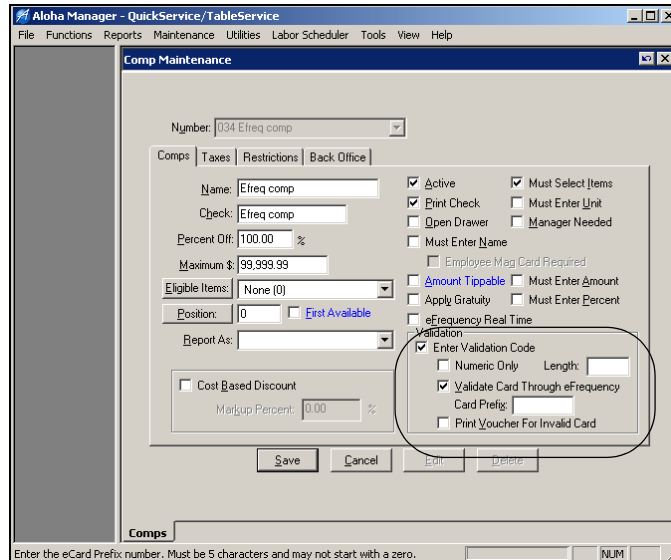 Aloha Manager - QuickService/TableService
File Functions Reports Maintenance Utilities Labor Scheduler Tools View Help
Comp Maintenance
Number: 034 Efreq comp
Comps Taxes Restrictions Back Office
Name: Efreq comp
Check: Efreq comp
Percent Off: 100.00 %
Maximum $: 99,999.99
Eligible Items: None (0)
Position: 0 First Available
Report As:
Cost Based Discount
Markup Percent: 0.00 %
Active Must Select Items
Print Check Must Enter Unit
Open Drawer Manager Needed
Must Enter Name
Employee Mag Card Required
Amount Tippable Must Enter Amount
Apply Gratuity Must Enter Percent
eFrequency Real Time
Validation
Enter Validation Code
Numeric Only Length:
Validate Card Through eFrequency
Card Prefix:
Print Voucher For Invalid Card
Save Cancel Edit Delete
Comps
Enter the eCard Prefix number. Must be 5 characters and may not start with a zero. NUM